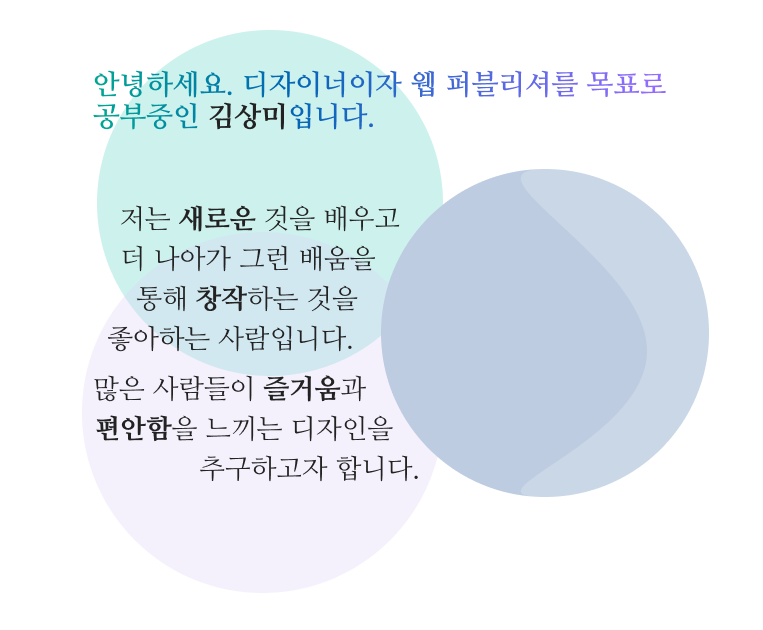 안녕하세요. 디자이너이자 웹 퍼블리셔를 목표로
공부중인 김상미입니다.
저는 새로운 것을 배우고
더 나아가 그런 배움을
통해 창작하는 것을
좋아하는 사람입니다.
많은 사람들이 즐거움과
편안함을 느끼는 디자인을
추구하고자 합니다.